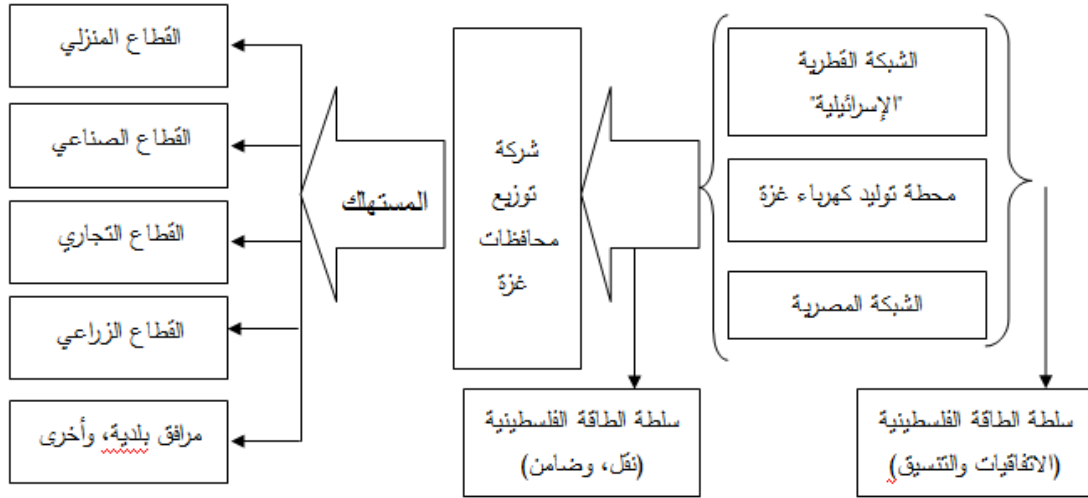 الشبكة القطرية
"الإسرائيلية"
محطة توليد كهرباء غزة
الشبكة المصرية
سلطة الطاقة الفلسطينية
(الاتفاقيات والتنسيق)
شركة
توزيع
محافظات
غزة
سلطة الطاقة الفلسطينية
(نقل، وضامن)
المستهلك
القطاع المنزلي
القطاع الصناعي
القطاع التجاري
القطاع الزراعي
مرافق بلدية، وأخرى